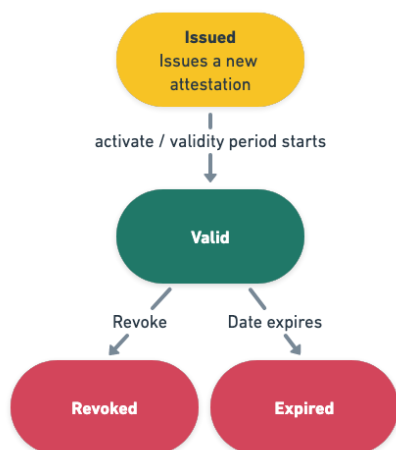 Issued
Issues a new
attestation
activate / validity period starts
Valid
Revoke
Date expires
Revoked
Expired